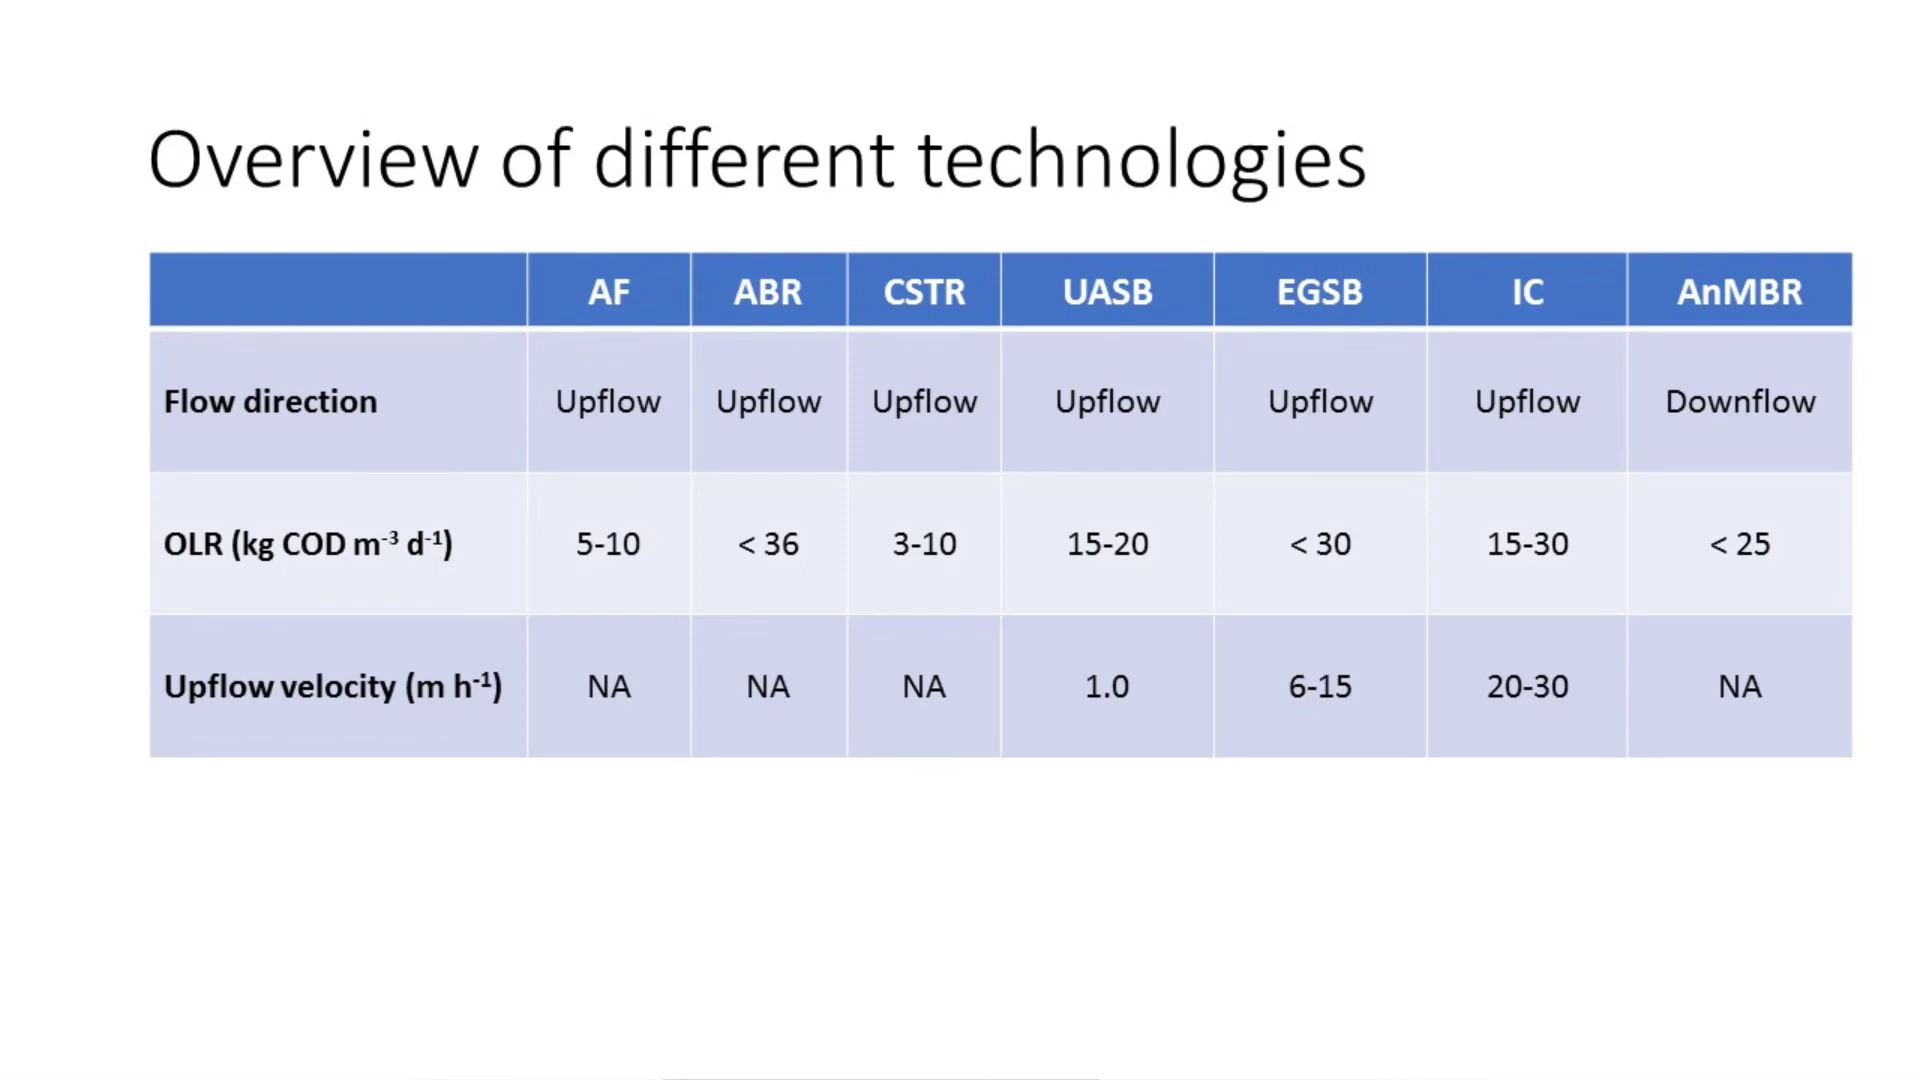 Overview of different technologies
AF ABR CSTR UASB EGSB IC AnMBR
Flow direction Upflow Upflow Upflow Upflow Upflow Upflow Downflow
OLR (kg COD m⁻³ d⁻¹) 5-10 < 36 3-10 15-20 < 30 15-30 < 25
Upflow velocity (m h⁻¹) NA NA NA 1.0 6-15 20-30 NA